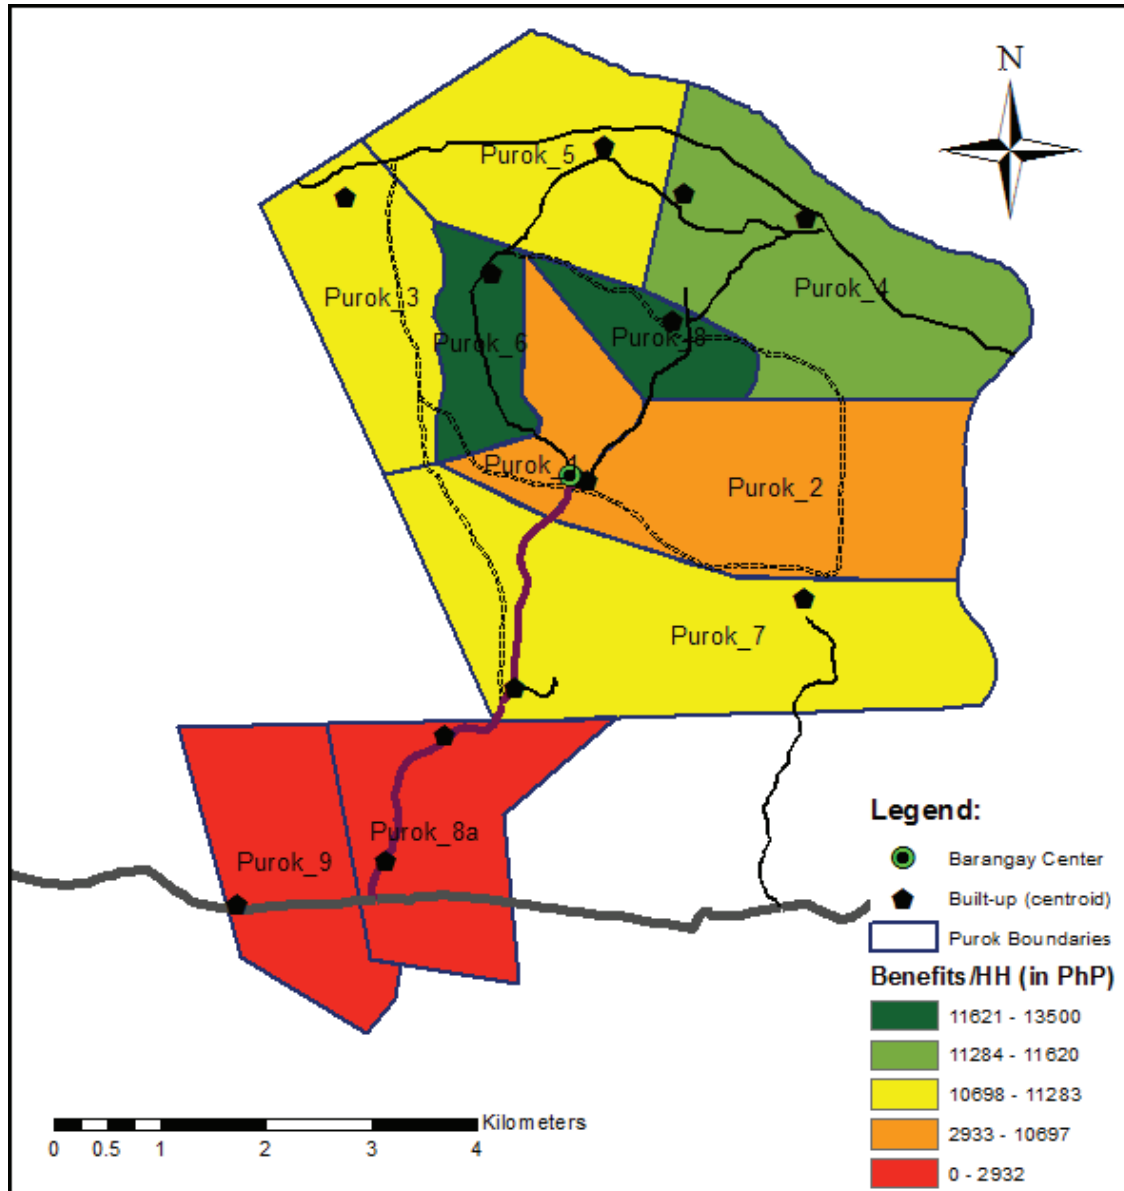 N
Purok_5
Purok_3
Purok_4
Purok_6
Purok_8
Purok_1
Purok_2
Purok_7
Purok_8a
Purok_9
Legend:
Barangay Center
Built-up (centroid)
Purok Boundaries
Benefits/HH (in PhP)
11621 - 13500
11284 - 11620
10698 - 11283
2933 - 10697
0 - 2932
Kilometers
0 0.5 1 2 3 4